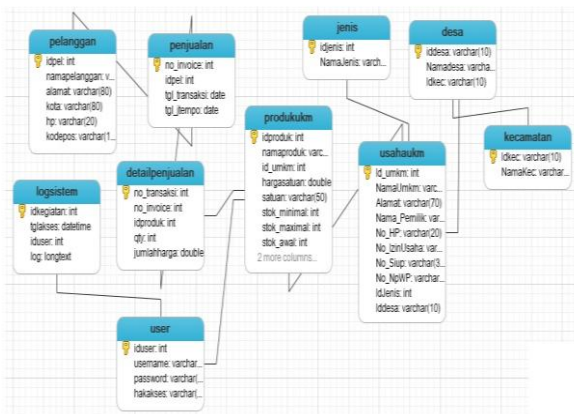 pelanggan
idpel: int
namapelanggan: v...
alamat: varchar(80)
kota: varchar(80)
hp: varchar(20)
kodepos: varchar(1...
penjualan
no_invoice: int
idpel: int
tgl_transaksi: date
tgl_jtempo: date
jenis
idjenis: int
NamaJenis: varch...
desa
iddesa: varchar(10)
Namadesa: varcha...
Idkec: varchar(10)
produkukm
idproduk: int
namaproduk: varc...
id_umkm: int
hargasatuan: double
satuan: varchar(50)
stok_minimal: int
stok_maximal: int
stok_awal: int
2 more columns...
usahaukm
Id_umkm: int
NamaUmkm: varc...
Alamat: varchar(70)
Nama_Pemilik: var...
No_HP: varchar(20)
No_IzinUsaha: var...
No_Siup: varchar(3...
No_NpWP: varchar...
IdJenis: int
Iddesa: varchar(10)
kecamatan
Idkec: varchar(10)
NamaKec: varchar...
logsistem
idkegiatan: int
tglakses: datetime
iduser: int
log: longtext
detailpenjualan
no_transaksi: int
no_invoice: int
idproduk: int
qty: int
jumlahharga: double
user
iduser: int
username: varchar...
password: varchar(...
hakakses: varchar(...